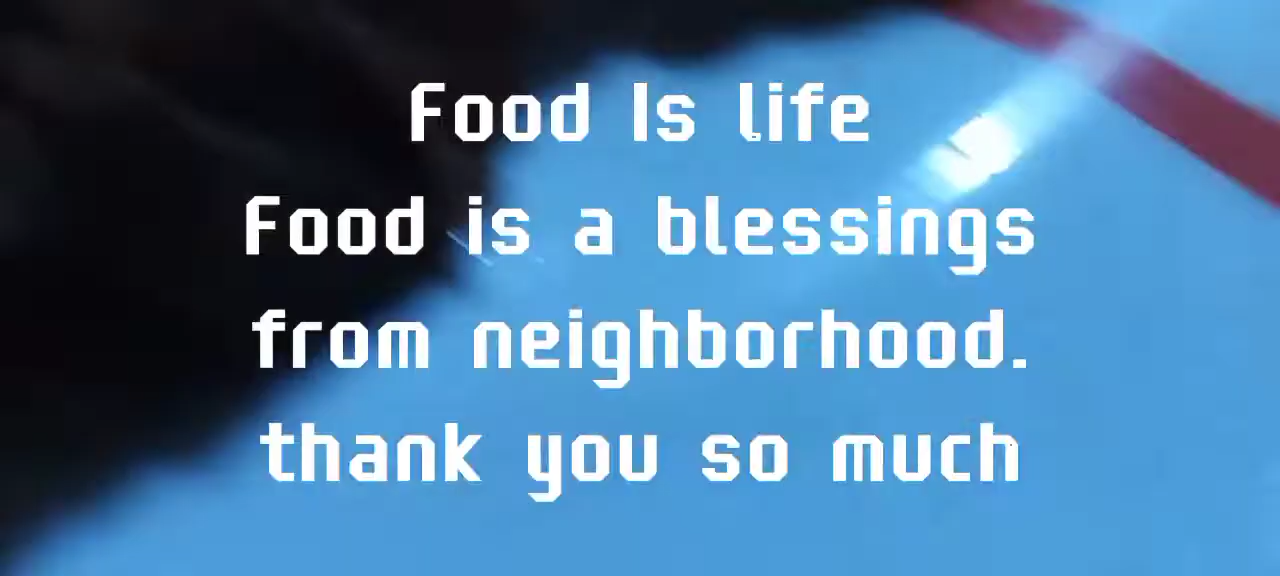 Food Is life
Food is a blessings
from neighborhood.
thank you so much